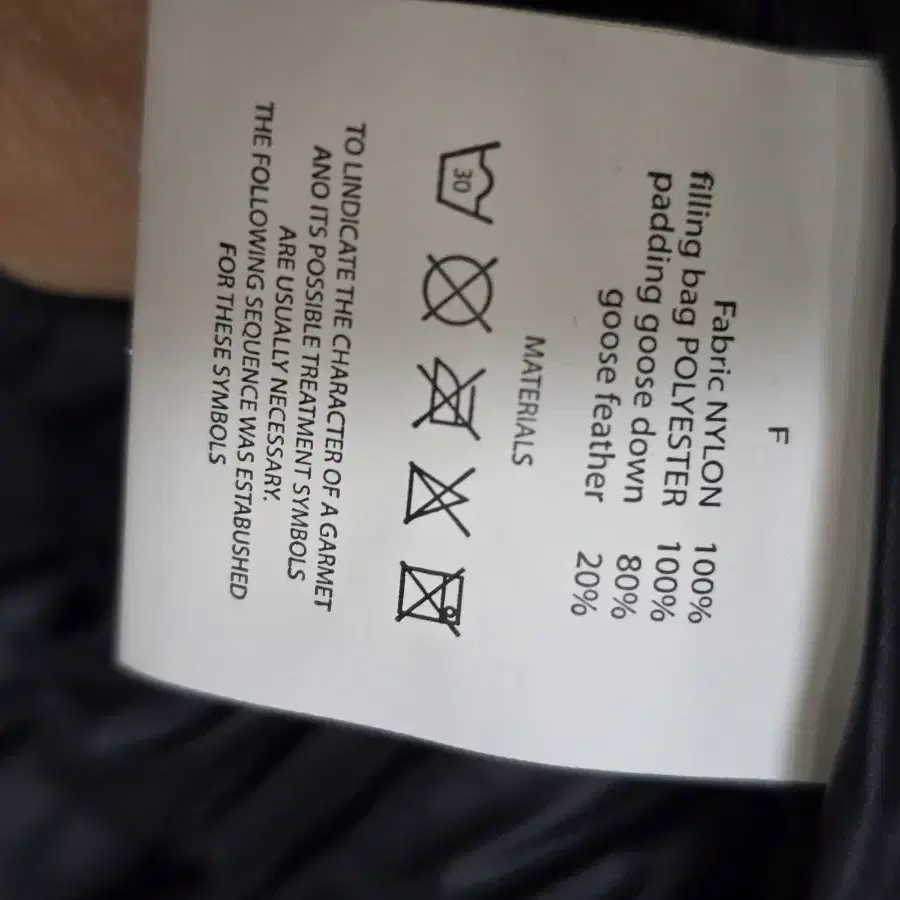 F
Fabric NYLON 100%
filling bag POLYESTER 100%
padding goose down 80%
goose feather 20%
MATERIALS
30
TO LINDICATE THE CHARACTER OF A GARMET
ANO ITS POSSIBLE TREATMENT SYMBOLS
ARE USUALLY NECESSARY.
THE FOLLOWING SEQUENCE WAS ESTABUSHED
FOR THESE SYMBOLS